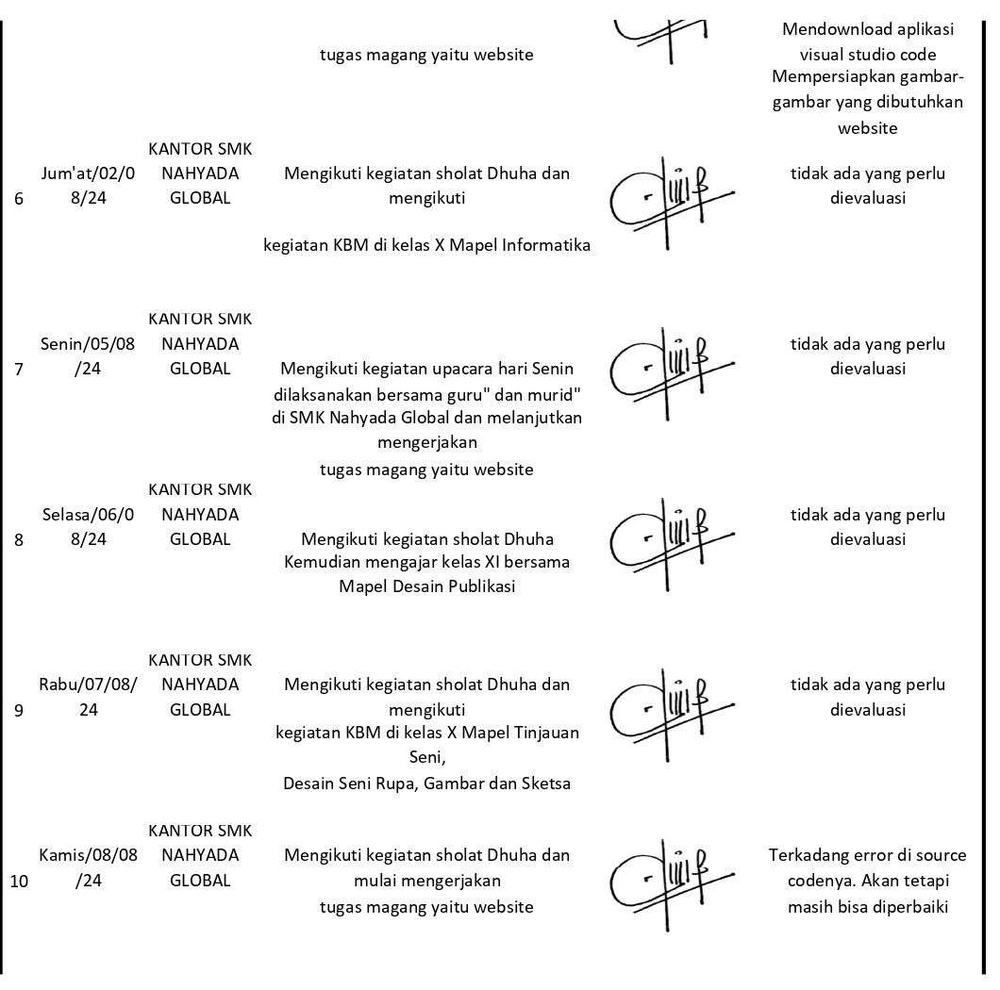 tugas magang yaitu website
Mendownload aplikasi
visual studio code
Mempersiapkan gambar-
gambar yang dibutuhkan
website
6
Jum'at/02/0
8/24
KANTOR SMK
NAHYADA
GLOBAL
Mengikuti kegiatan sholat Dhuha dan
mengikuti
kegiatan KBM di kelas X Mapel Informatika
tidak ada yang perlu
dievaluasi
7
Senin/05/08
/24
KANTOR SMK
NAHYADA
GLOBAL
Mengikuti kegiatan upacara hari Senin
dilaksanakan bersama guru" dan murid"
di SMK Nahyada Global dan melanjutkan
mengerjakan
tugas magang yaitu website
tidak ada yang perlu
dievaluasi
8
Selasa/06/0
8/24
KANTOR SMK
NAHYADA
GLOBAL
Mengikuti kegiatan sholat Dhuha
Kemudian mengajar kelas XI bersama
Mapel Desain Publikasi
tidak ada yang perlu
dievaluasi
9
Rabu/07/08/
24
KANTOR SMK
NAHYADA
GLOBAL
Mengikuti kegiatan sholat Dhuha dan
mengikuti
kegiatan KBM di kelas X Mapel Tinjauan
Seni,
Desain Seni Rupa, Gambar dan Sketsa
tidak ada yang perlu
dievaluasi
10
Kamis/08/08
/24
KANTOR SMK
NAHYADA
GLOBAL
Mengikuti kegiatan sholat Dhuha dan
mulai mengerjakan
tugas magang yaitu website
Terkadang error di source
codenya. Akan tetapi
masih bisa diperbaiki